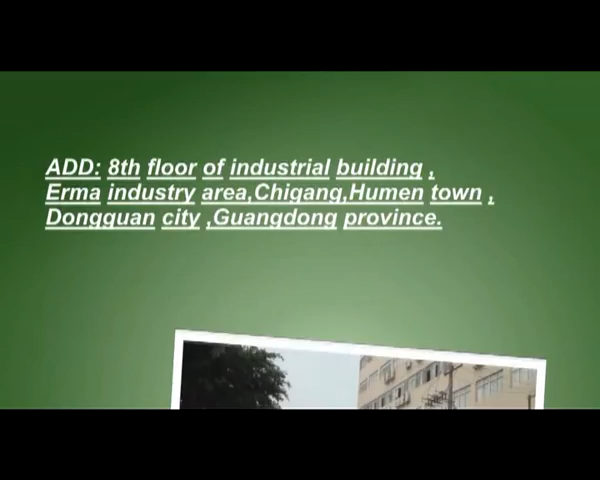 ADD: 8th floor of industrial building ,
Erma industry area,Chigang,Humen town ,
Dongguan city ,Guangdong province.